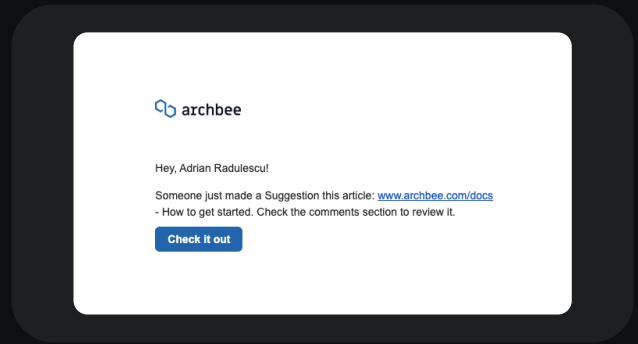 archbee
Hey, Adrian Radulescu!
Someone just made a Suggestion this article: www.archbee.com/docs
- How to get started. Check the comments section to review it.
Check it out